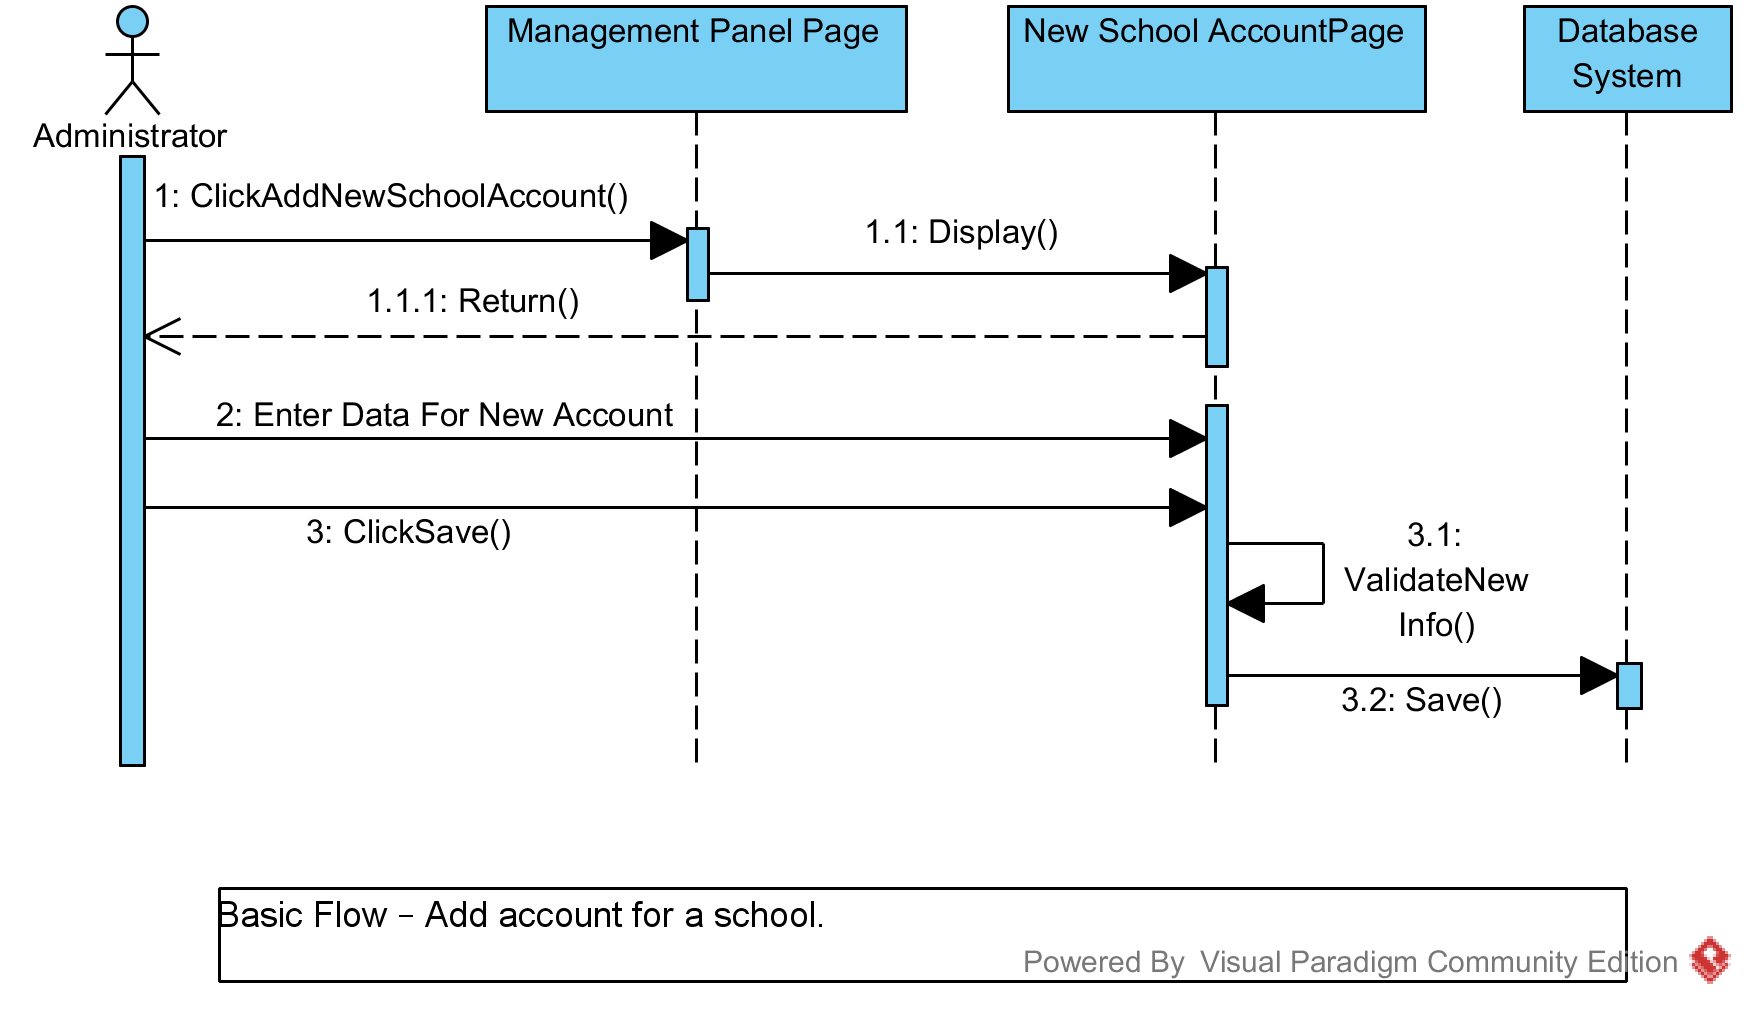 Management Panel Page
New School AccountPage
Database
System
Administrator
1: ClickAddNewSchoolAccount()
1.1: Display()
1.1.1: Return()
2: Enter Data For New Account
3: ClickSave()
3.1:
ValidateNew
Info()
3.2: Save()
Basic Flow – Add account for a school.
Powered By Visual Paradigm Community Edition